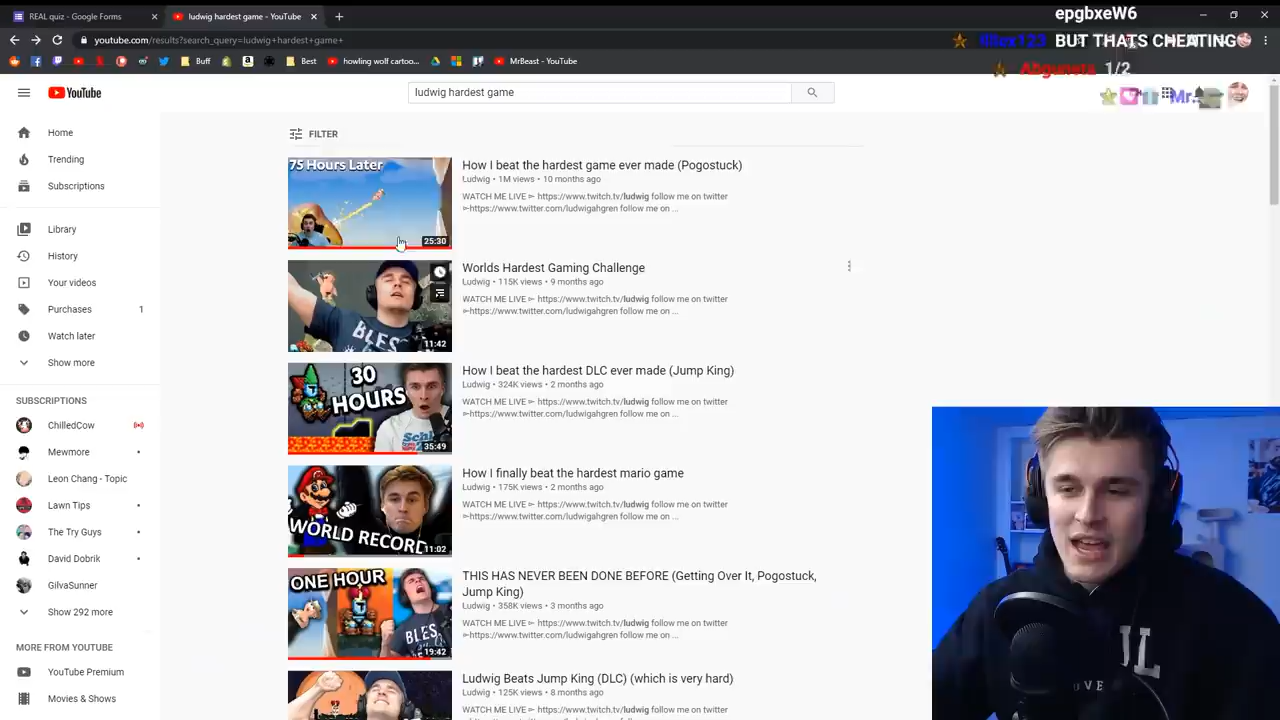 REAL quiz - Google Forms
ludwig hardest game - YouTube
epgbxeW6
youtube.com/results?search_query=ludwig+hardest+game+
BUT THATS CHEATING
1/2
Buff
Best
howling wolf cartoo...
MrBeast - YouTube
YouTube
ludwig hardest game
Mr..
Home
Trending
Subscriptions
Library
History
Your videos
Purchases 1
Watch later
Show more
SUBSCRIPTIONS
ChilledCow
Mewmore
Leon Chang - Topic
Lawn Tips
The Try Guys
David Dobrik
GilvaSunner
Show 292 more
MORE FROM YOUTUBE
YouTube Premium
Movies & Shows
FILTER
75 Hours Later
25:30
How I beat the hardest game ever made (Pogostuck)
Ludwig • 1M views • 10 months ago
WATCH ME LIVE ➣ https://www.twitch.tv/ludwig follow me on twitter
➣https://www.twitter.com/ludwigahgren follow me on ...
BLES
11:42
Worlds Hardest Gaming Challenge
Ludwig • 115K views • 9 months ago
WATCH ME LIVE ➣ https://www.twitch.tv/ludwig follow me on twitter
➣https://www.twitter.com/ludwigahgren follow me on ...
30
HOURS
35:49
How I beat the hardest DLC ever made (Jump King)
Ludwig • 324K views • 2 months ago
WATCH ME LIVE ➣ https://www.twitch.tv/ludwig follow me on twitter
➣https://www.twitter.com/ludwigahgren follow me on ...
WORLD RECORD
11:02
How I finally beat the hardest mario game
Ludwig • 175K views • 2 months ago
WATCH ME LIVE ➣ https://www.twitch.tv/ludwig follow me on twitter
➣https://www.twitter.com/ludwigahgren follow me on ...
ONE HOUR
BLES
19:42
THIS HAS NEVER BEEN DONE BEFORE (Getting Over It, Pogostuck,
Jump King)
Ludwig • 358K views • 3 months ago
WATCH ME LIVE ➣ https://www.twitch.tv/ludwig follow me on twitter
➣https://www.twitter.com/ludwigahgren follow me on ...
Ludwig Beats Jump King (DLC) (which is very hard)
Ludwig • 125K views • 8 months ago
WATCH ME LIVE ➣ https://www.twitch.tv/ludwig follow me on twitter